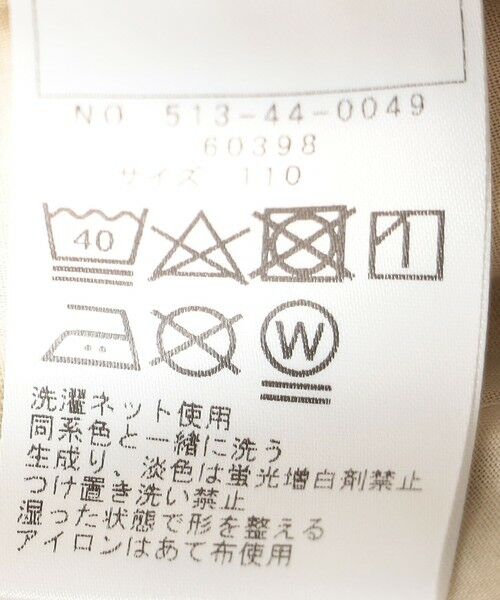 NO 513-44-0049
60398
サイズ 110
40
W
洗濯ネット使用
同系色と一緒に洗う
生成り、淡色は蛍光増白剤禁止
つけ置き洗い禁止
湿った状態で形を整える
アイロンはあて布使用